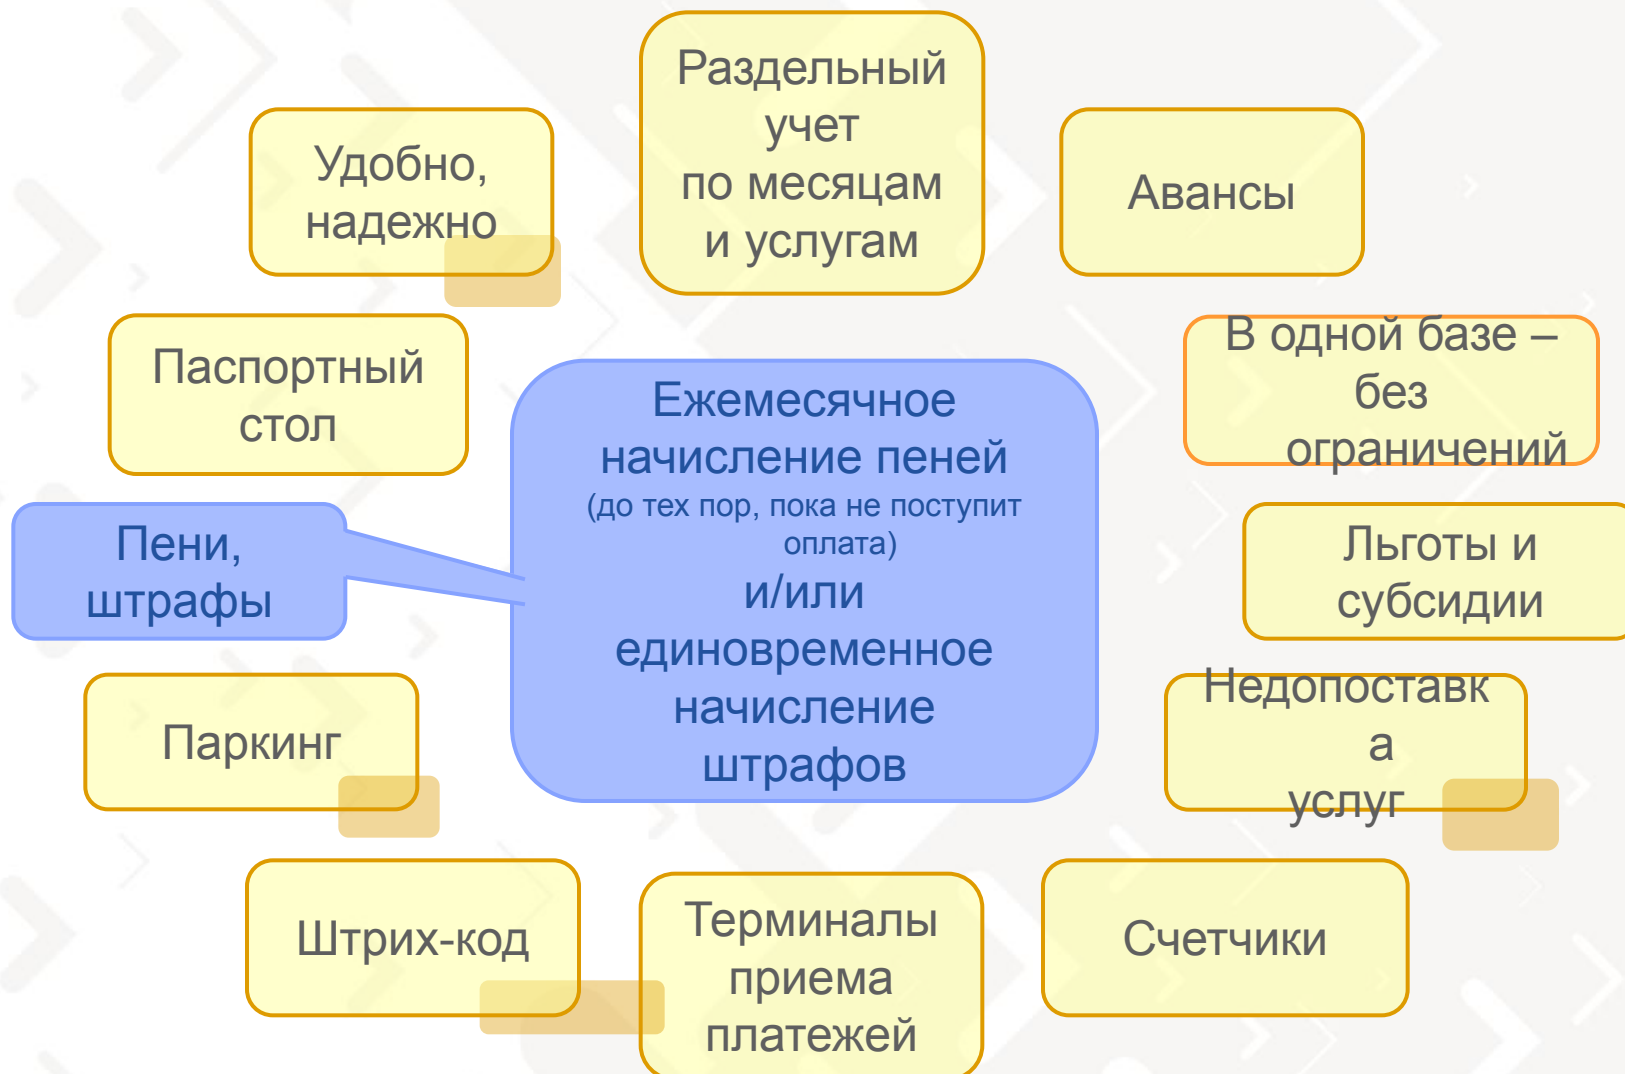 Раздельный
учет
по месяцам
и услугам
Удобно,
надежно
Авансы
Паспортный
стол
В одной базе –
без
ограничений
Ежемесячное
начисление пеней
(до тех пор, пока не поступит
оплата)
и/или
единовременное
начисление
штрафов
Пени,
штрафы
Льготы и
субсидии
Паркинг
Недопоставк
а
услуг
Штрих-код
Терминалы
приема
платежей
Счетчики